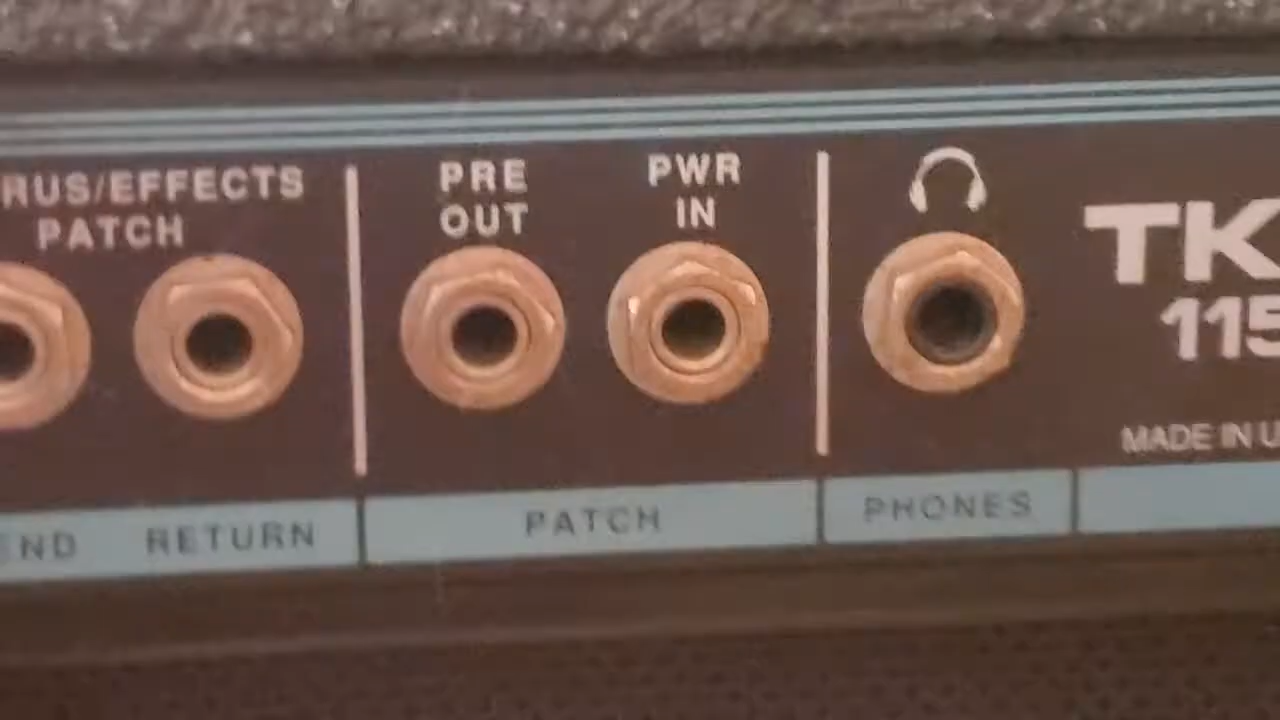 RUS/EFFECTS
PATCH
PRE
OUT
PWR
IN
TK
115
MADE IN U
END
RETURN
PATCH
PHONES